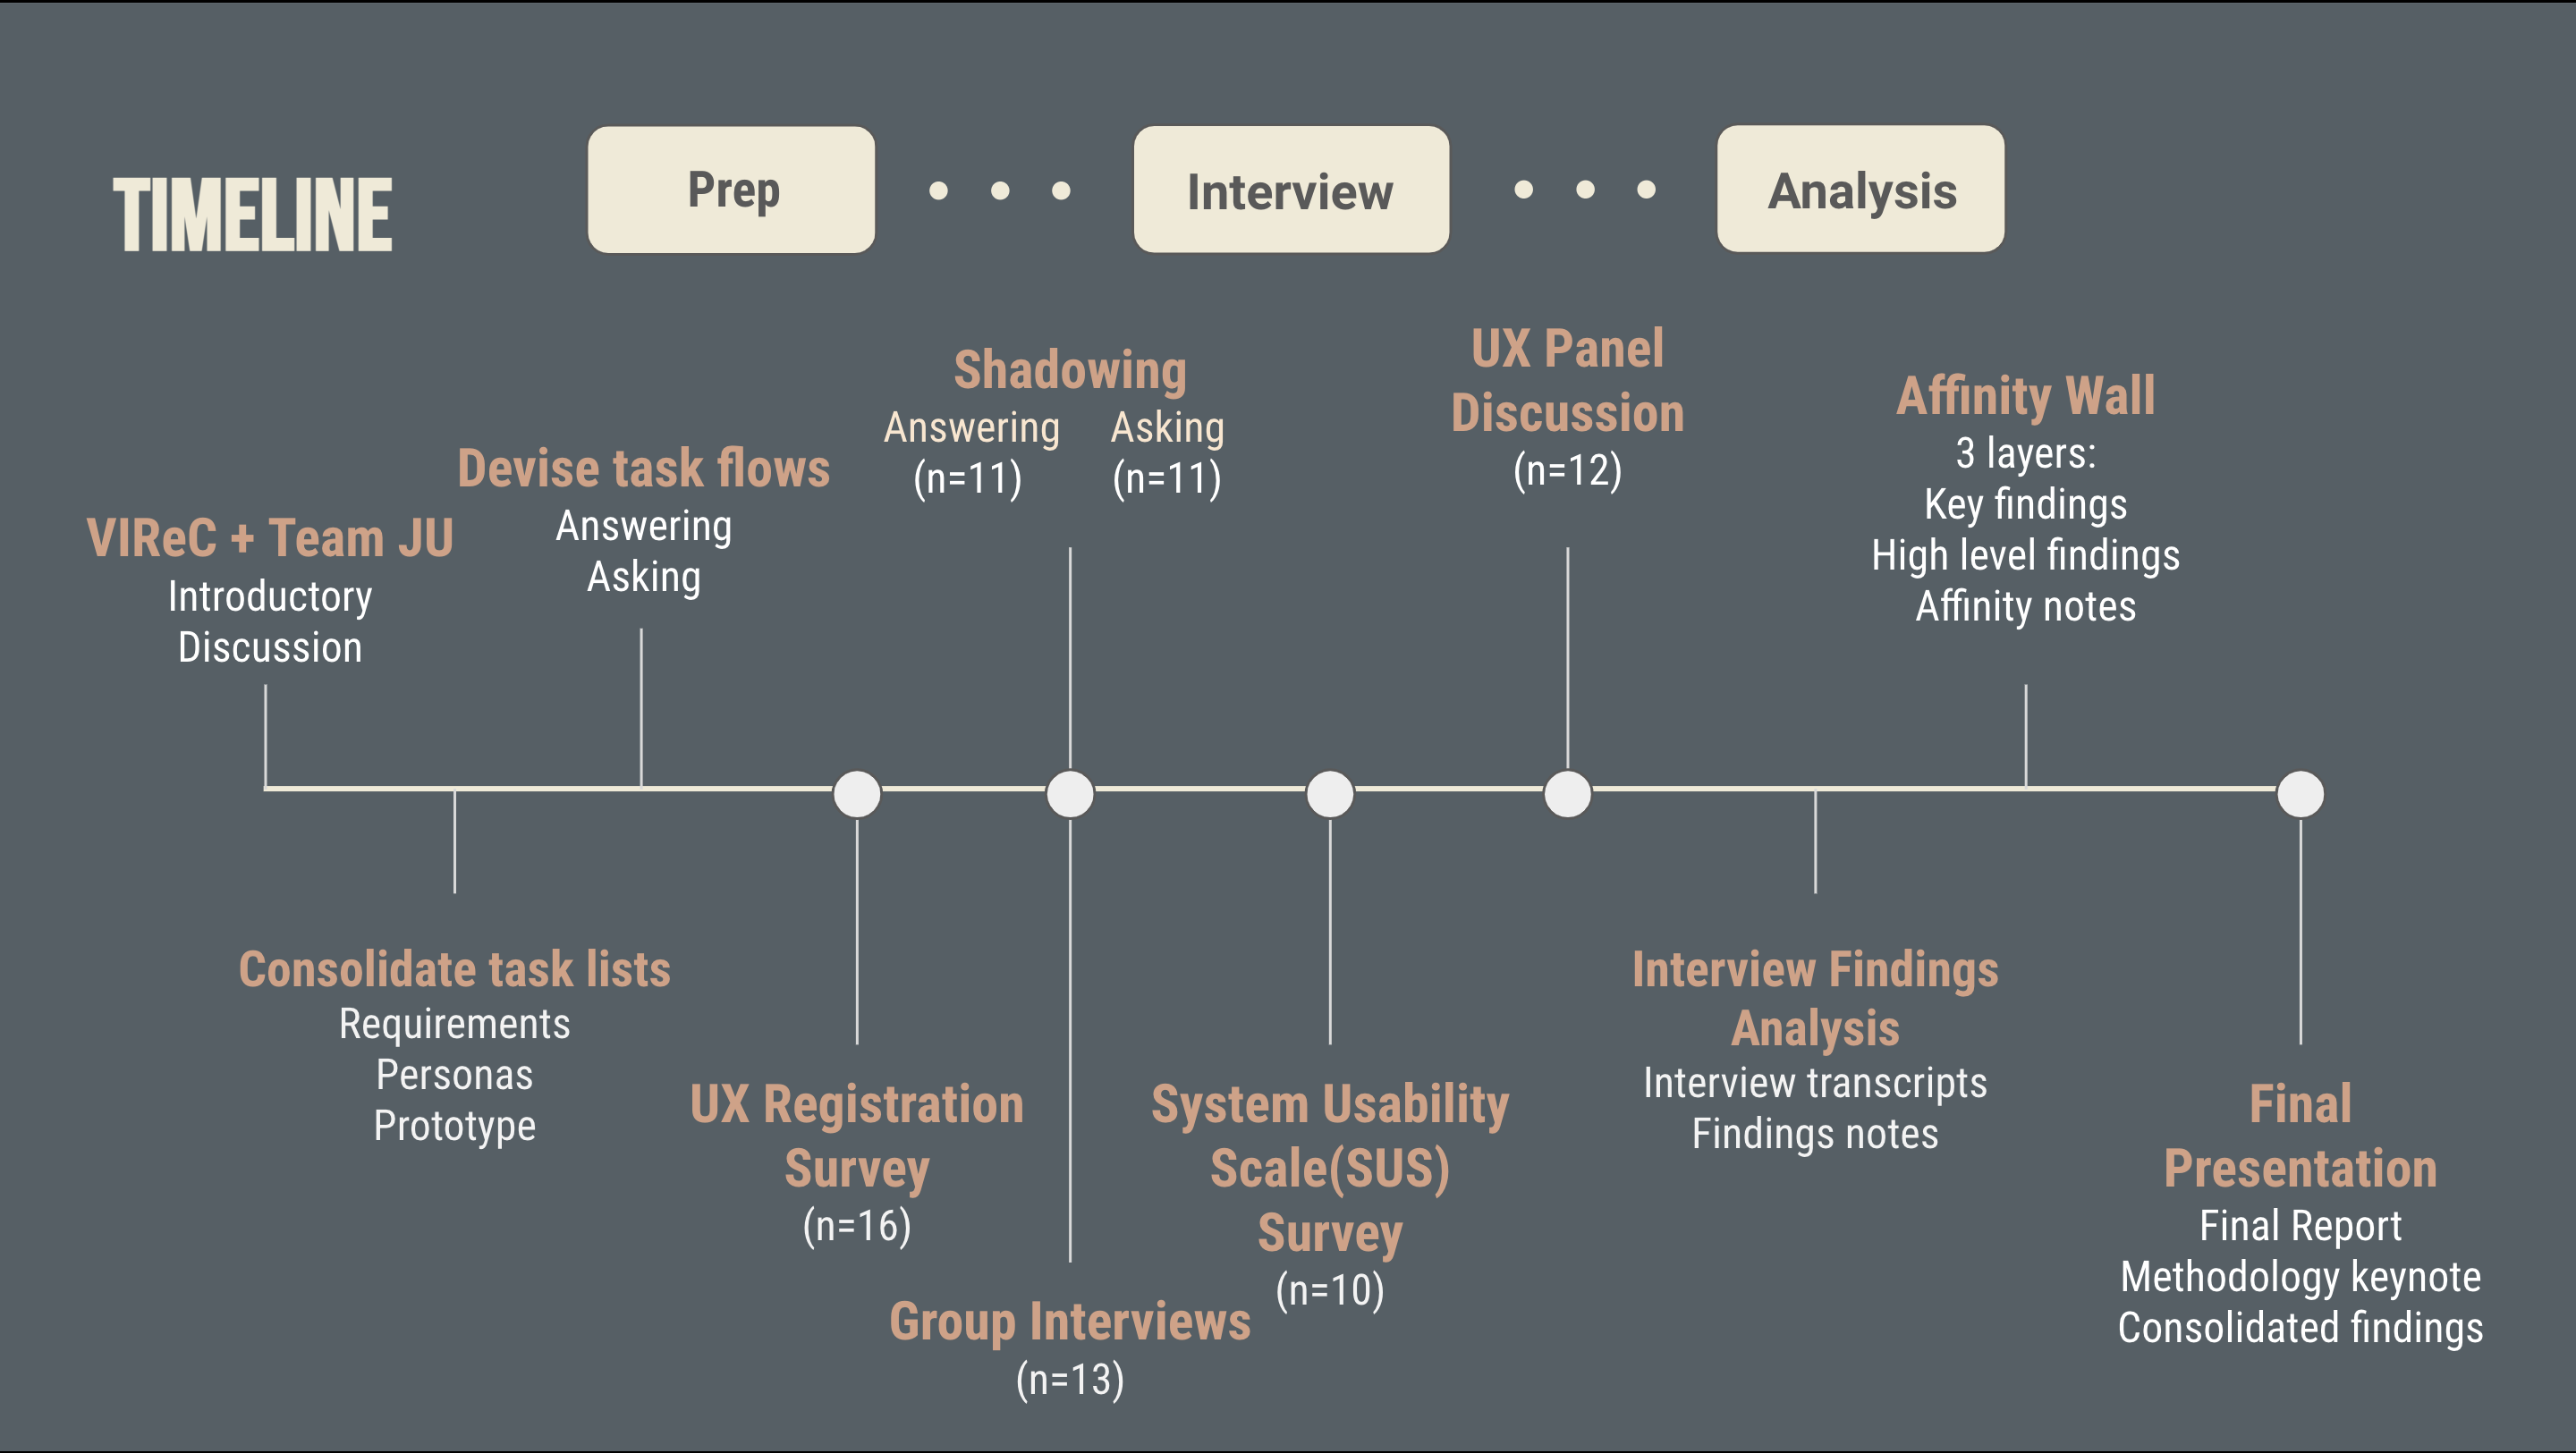 TIMELINE
Prep
Interview
Analysis
VIReC + Team JU
Introductory
Discussion
Consolidate task lists
Requirements
Personas
Prototype
Devise task flows
Answering
Asking
UX Registration
Survey
(n=16)
Shadowing
Answering Asking
(n=11) (n=11)
Group Interviews
(n=13)
System Usability
Scale(SUS)
Survey
(n=10)
UX Panel
Discussion
(n=12)
Interview Findings
Analysis
Interview transcripts
Findings notes
Affinity Wall
3 layers:
Key findings
High level findings
Affinity notes
Final
Presentation
Final Report
Methodology keynote
Consolidated findings